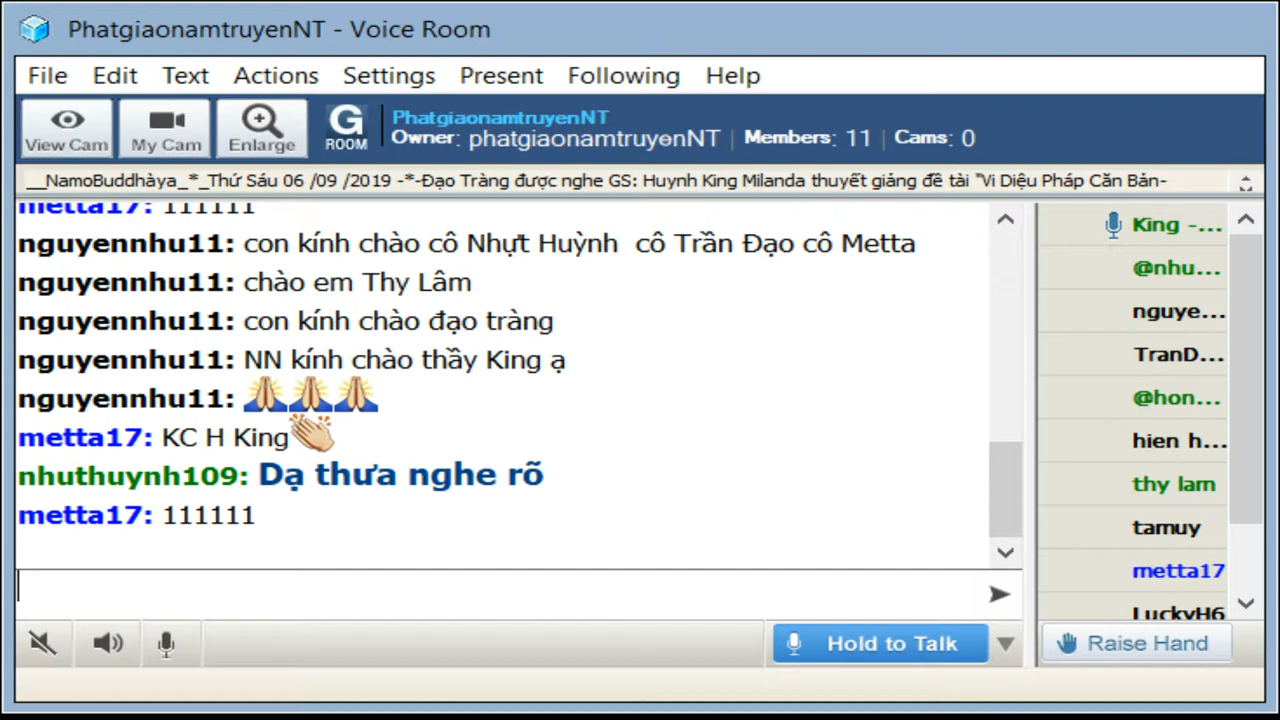 PhatgiaonamtruyenNT - Voice Room
File Edit Text Actions Settings Present Following Help
View Cam My Cam Enlarge G ROOM
PhatgiaonamtruyenNT
Owner: phatgiaonamtruyenNT | Members: 11 | Cams: 0
__NamoBuddhàya_*_Thứ Sáu 06 /09 /2019 -*-Đạo Tràng được nghe GS: Huynh King Milanda thuyết giảng đề tài "Vi Diệu Pháp Căn Bản-
metta17: 111111
nguyennhu11: con kính chào cô Nhựt Huỳnh cô Trần Đạo cô Metta
nguyennhu11: chào em Thy Lâm
nguyennhu11: con kính chào đạo tràng
nguyennhu11: NN kính chào thầy King ạ
nguyennhu11: 🙏🙏🙏
metta17: KC H King👏
nhuthuynh109: Dạ thưa nghe rõ
metta17: 111111
King -...
@nhu...
nguye...
TranD...
@hon...
hien h...
thy lam
tamuy
metta17
LuckyH6
Hold to Talk
Raise Hand